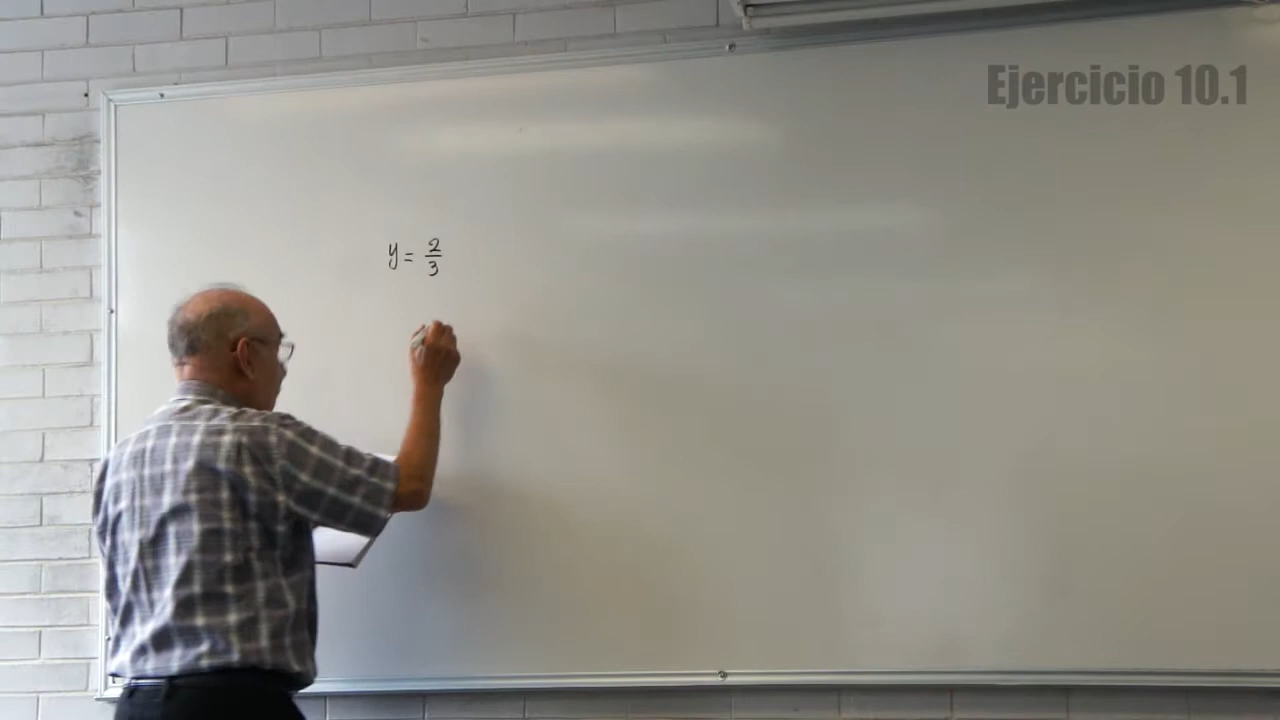 Ejercicio 10.1
y = 2/3